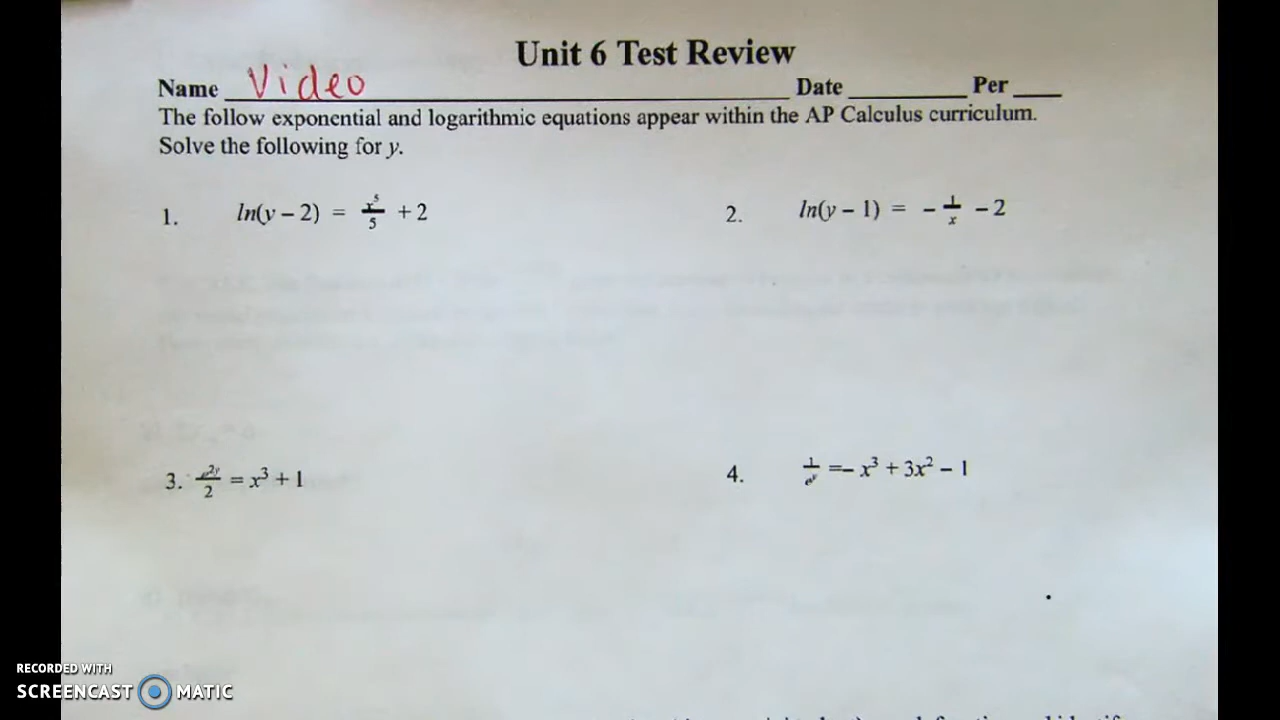 Unit 6 Test Review
Name Video Date Per
The follow exponential and logarithmic equations appear within the AP Calculus curriculum.
Solve the following for y.
1. ln(y – 2) = x⁵/5 + 2
2. ln(y – 1) = – 1/x – 2
3. e²ʸ/2 = x³ + 1
4. 1/eʸ =– x³ + 3x² – 1
RECORDED WITH
SCREENCAST MATIC